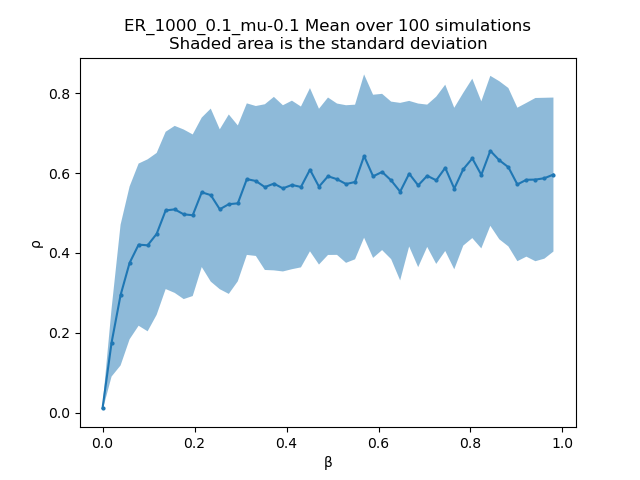 ER_1000_0.1_mu-0.1 Mean over 100 simulations
Shaded area is the standard deviation
0.8
0.6
ρ
0.4
0.2
0.0
0.0 0.2 0.4 0.6 0.8 1.0
β